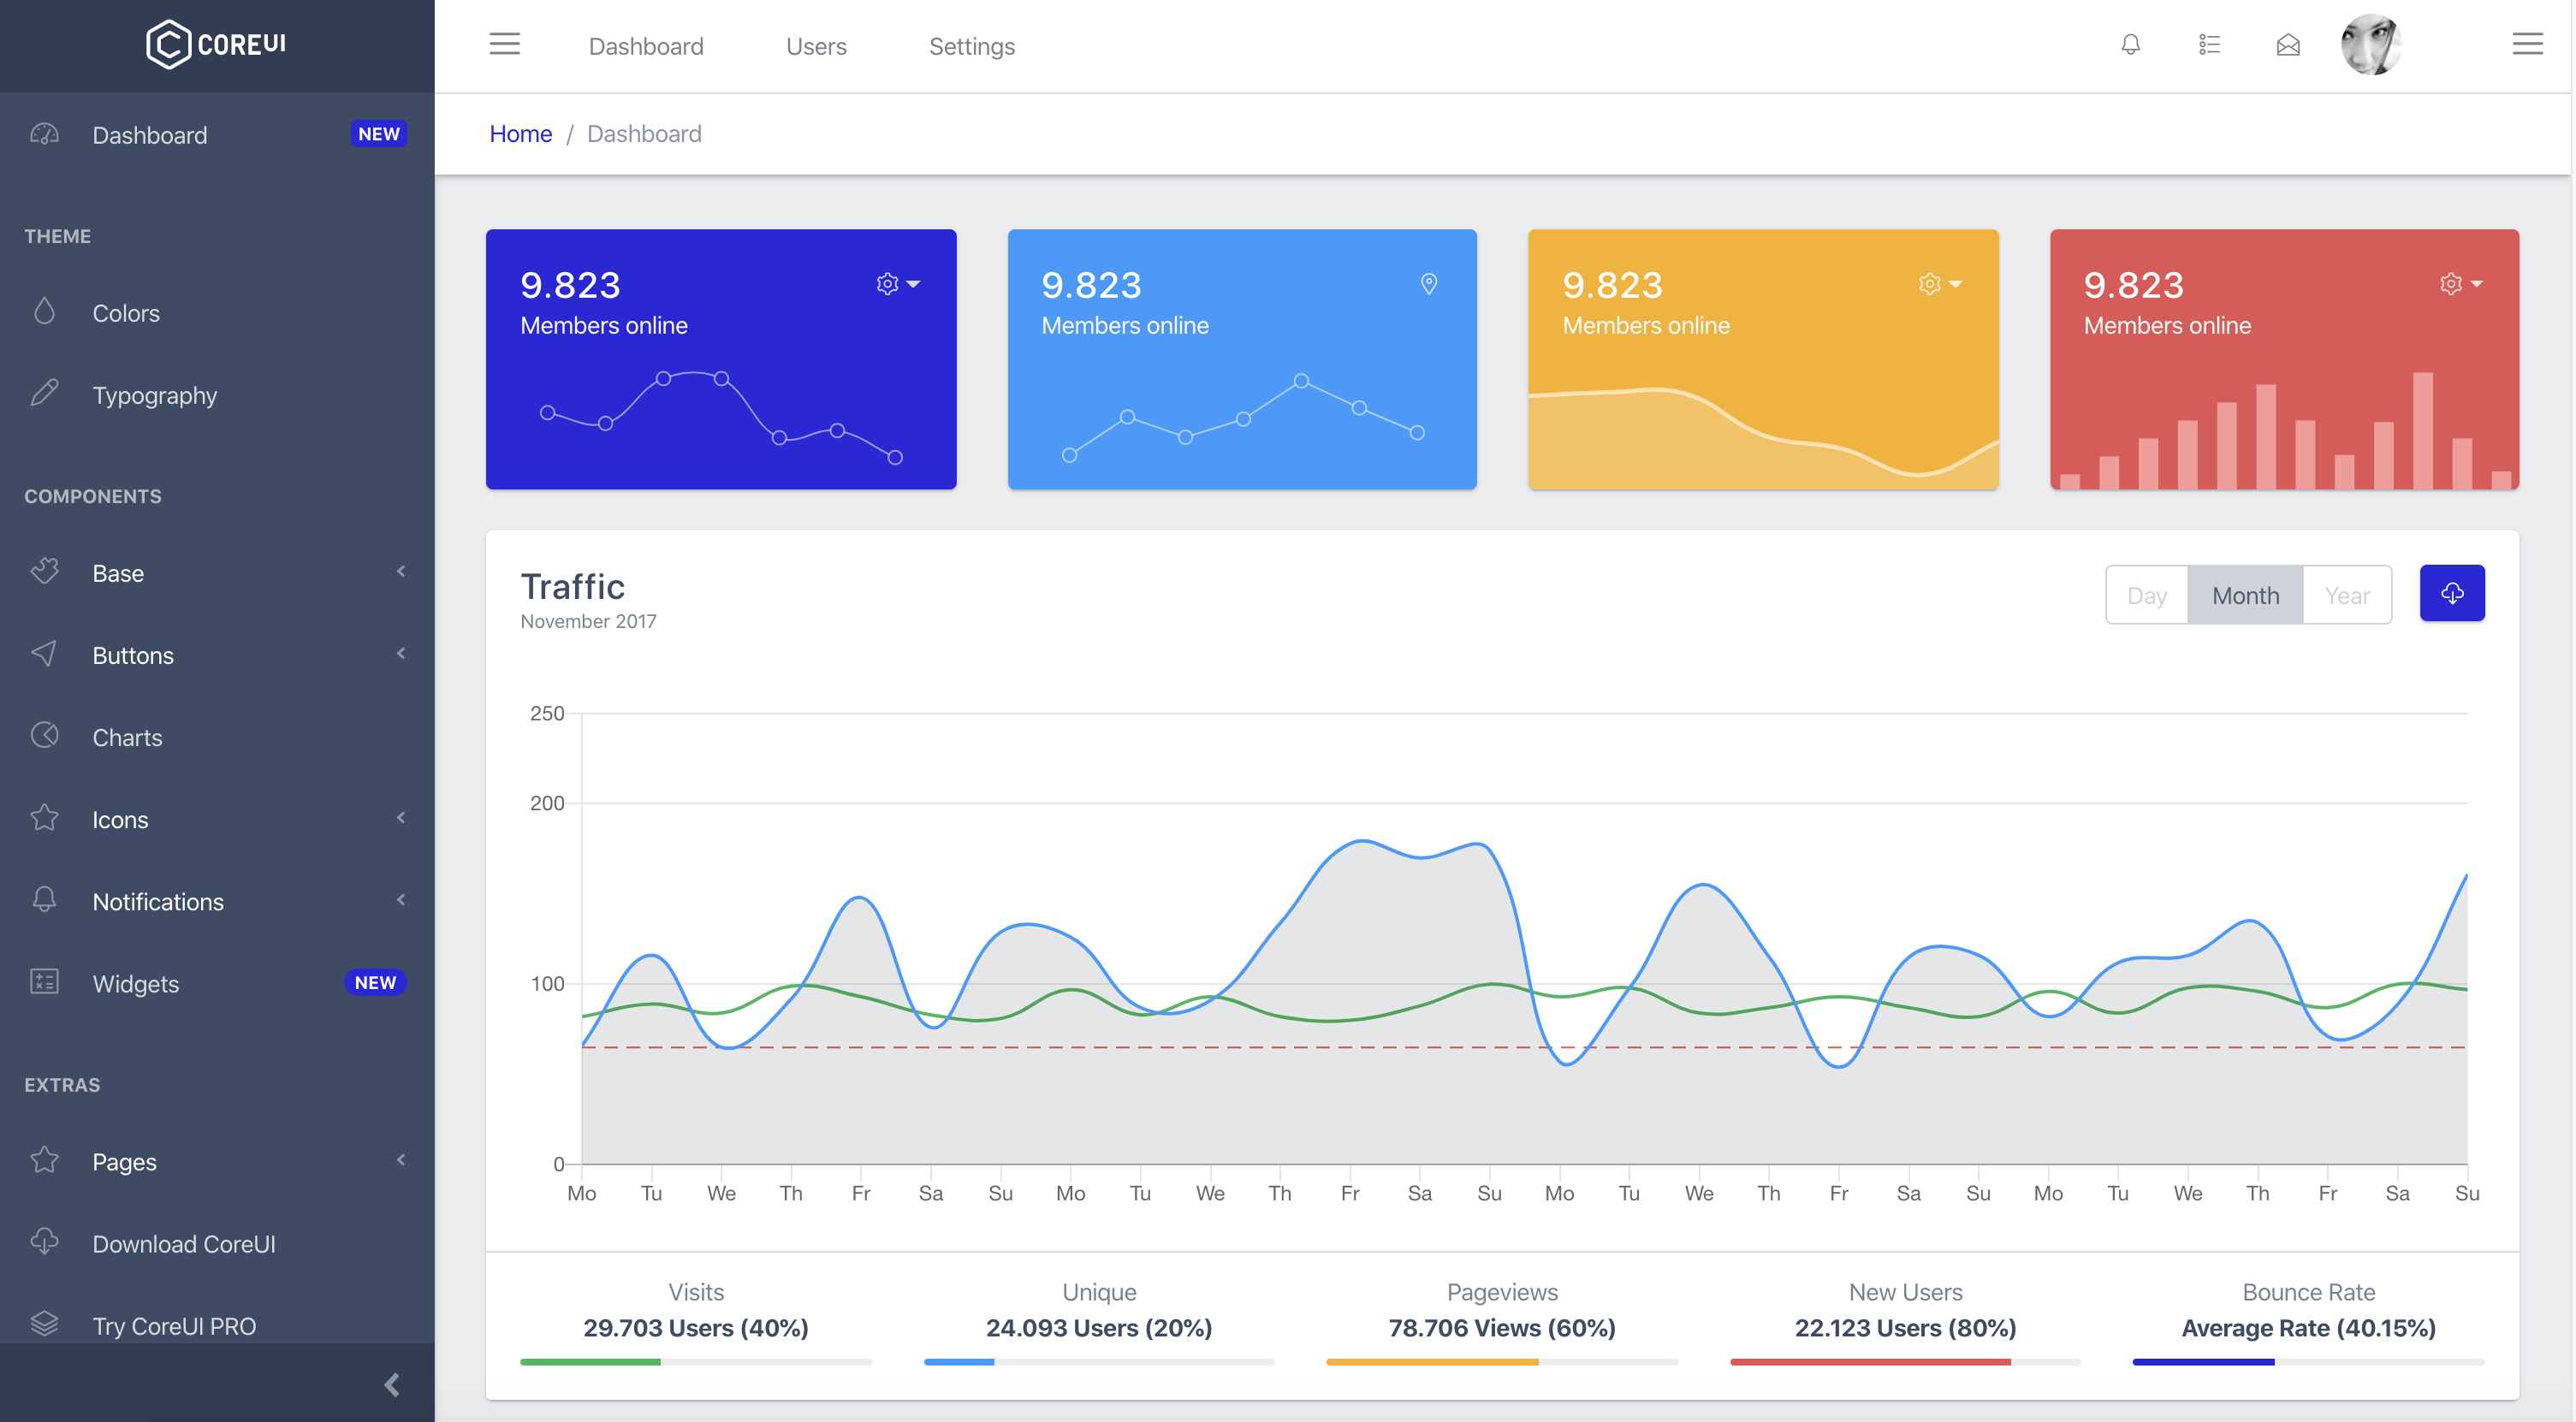 COREUI
Dashboard Users Settings
Dashboard NEW
Home / Dashboard
THEME
Colors
Typography
COMPONENTS
Base
Buttons
Charts
Icons
Notifications
Widgets NEW
EXTRAS
Pages
Download CoreUI
Try CoreUI PRO
9.823
Members online
9.823
Members online
9.823
Members online
9.823
Members online
Traffic
November 2017
Day Month Year
250
200
100
0
Mo Tu We Th Fr Sa Su Mo Tu We Th Fr Sa Su Mo Tu We Th Fr Sa Su Mo Tu We Th Fr Sa Su
Visits
29.703 Users (40%)
Unique
24.093 Users (20%)
Pageviews
78.706 Views (60%)
New Users
22.123 Users (80%)
Bounce Rate
Average Rate (40.15%)